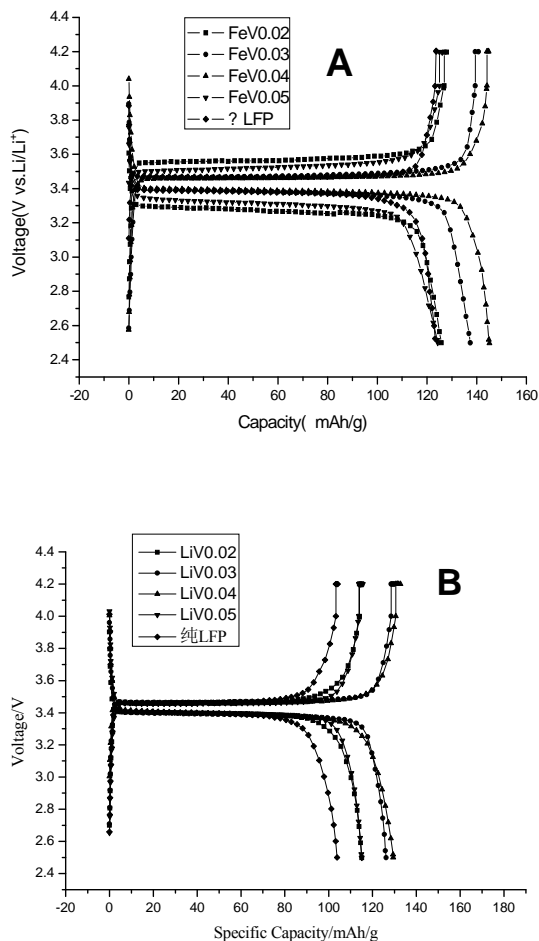 FeV0.02
FeV0.03
FeV0.04
FeV0.05
? LFP
A
4.4
4.2
4.0
3.8
3.6
3.4
3.2
3.0
2.8
2.6
2.4
Voltage(V vs.Li/Li+)
-20 0 20 40 60 80 100 120 140 160
Capacity( mAh/g)
LiV0.02
LiV0.03
LiV0.04
LiV0.05
纯LFP
B
4.4
4.2
4.0
3.8
3.6
3.4
3.2
3.0
2.8
2.6
2.4
Voltage/V
-20 0 20 40 60 80 100 120 140 160 180
Specific Capacity/mAh/g